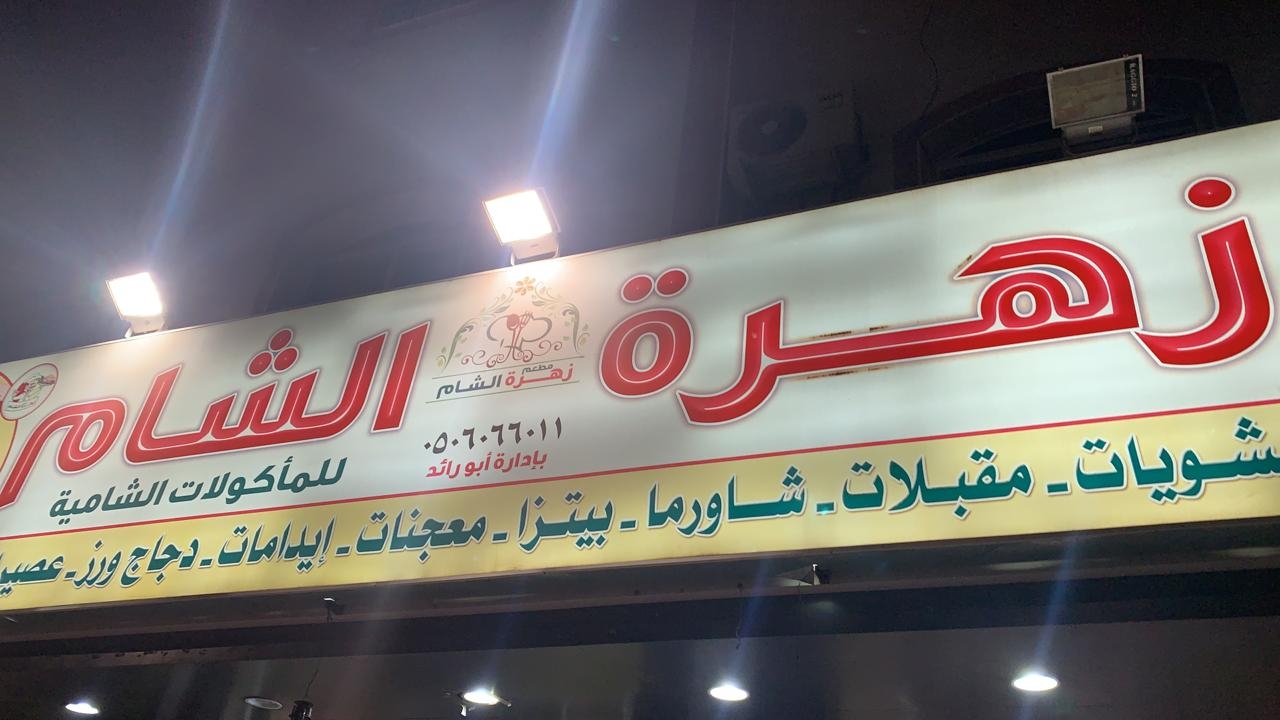 زهرة الشام
مطعم
زهرة الشام
٠٥٠٦٠٦٦٠١١
بإدارة أبو رائد
للمأكولات الشامية
مقبلات - شاورما - بيتزا - معجنات - إيدامات - دجاج ورز -